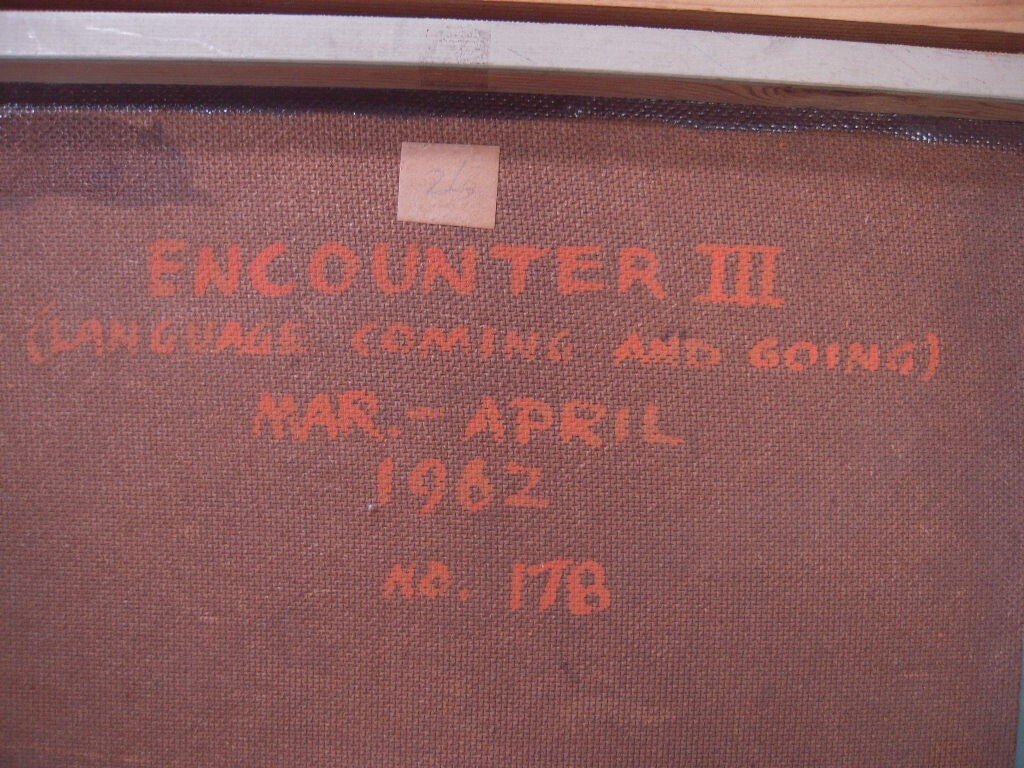 ENCOUNTER III
(LANGUAGE COMING AND GOING)
MAR. - APRIL
1962
NO. 178